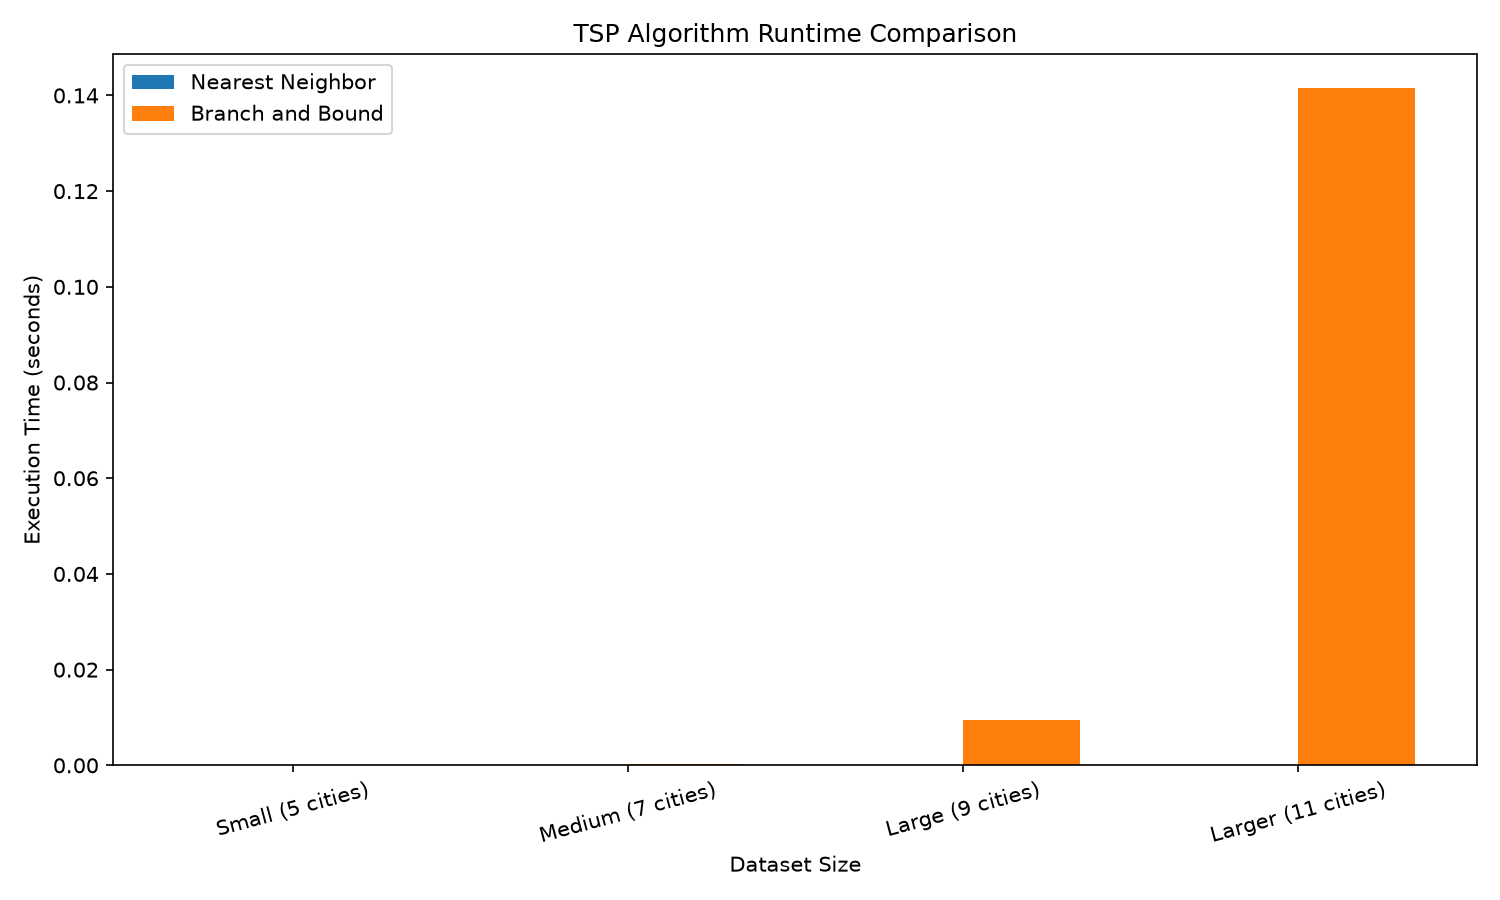 TSP Algorithm Runtime Comparison
Nearest Neighbor
Branch and Bound
Execution Time (seconds)
0.14
0.12
0.10
0.08
0.06
0.04
0.02
0.00
Small (5 cities)
Medium (7 cities)
Large (9 cities)
Larger (11 cities)
Dataset Size